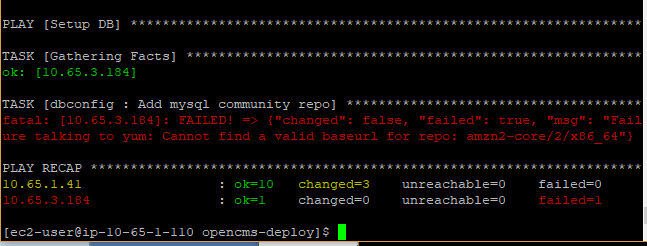 PLAY [Setup DB] ****************************************************************
TASK [Gathering Facts] *********************************************************
ok: [10.65.3.184]
TASK [dbconfig : Add mysql community repo] *************************************
fatal: [10.65.3.184]: FAILED! => {"changed": false, "failed": true, "msg": "Fail
ure talking to yum: Cannot find a valid baseurl for repo: amzn2-core/2/x86_64"}
PLAY RECAP *********************************************************************
10.65.1.41 : ok=10 changed=3 unreachable=0 failed=0
10.65.3.184 : ok=1 changed=0 unreachable=0 failed=1
[ec2-user@ip-10-65-1-110 opencms-deploy]$